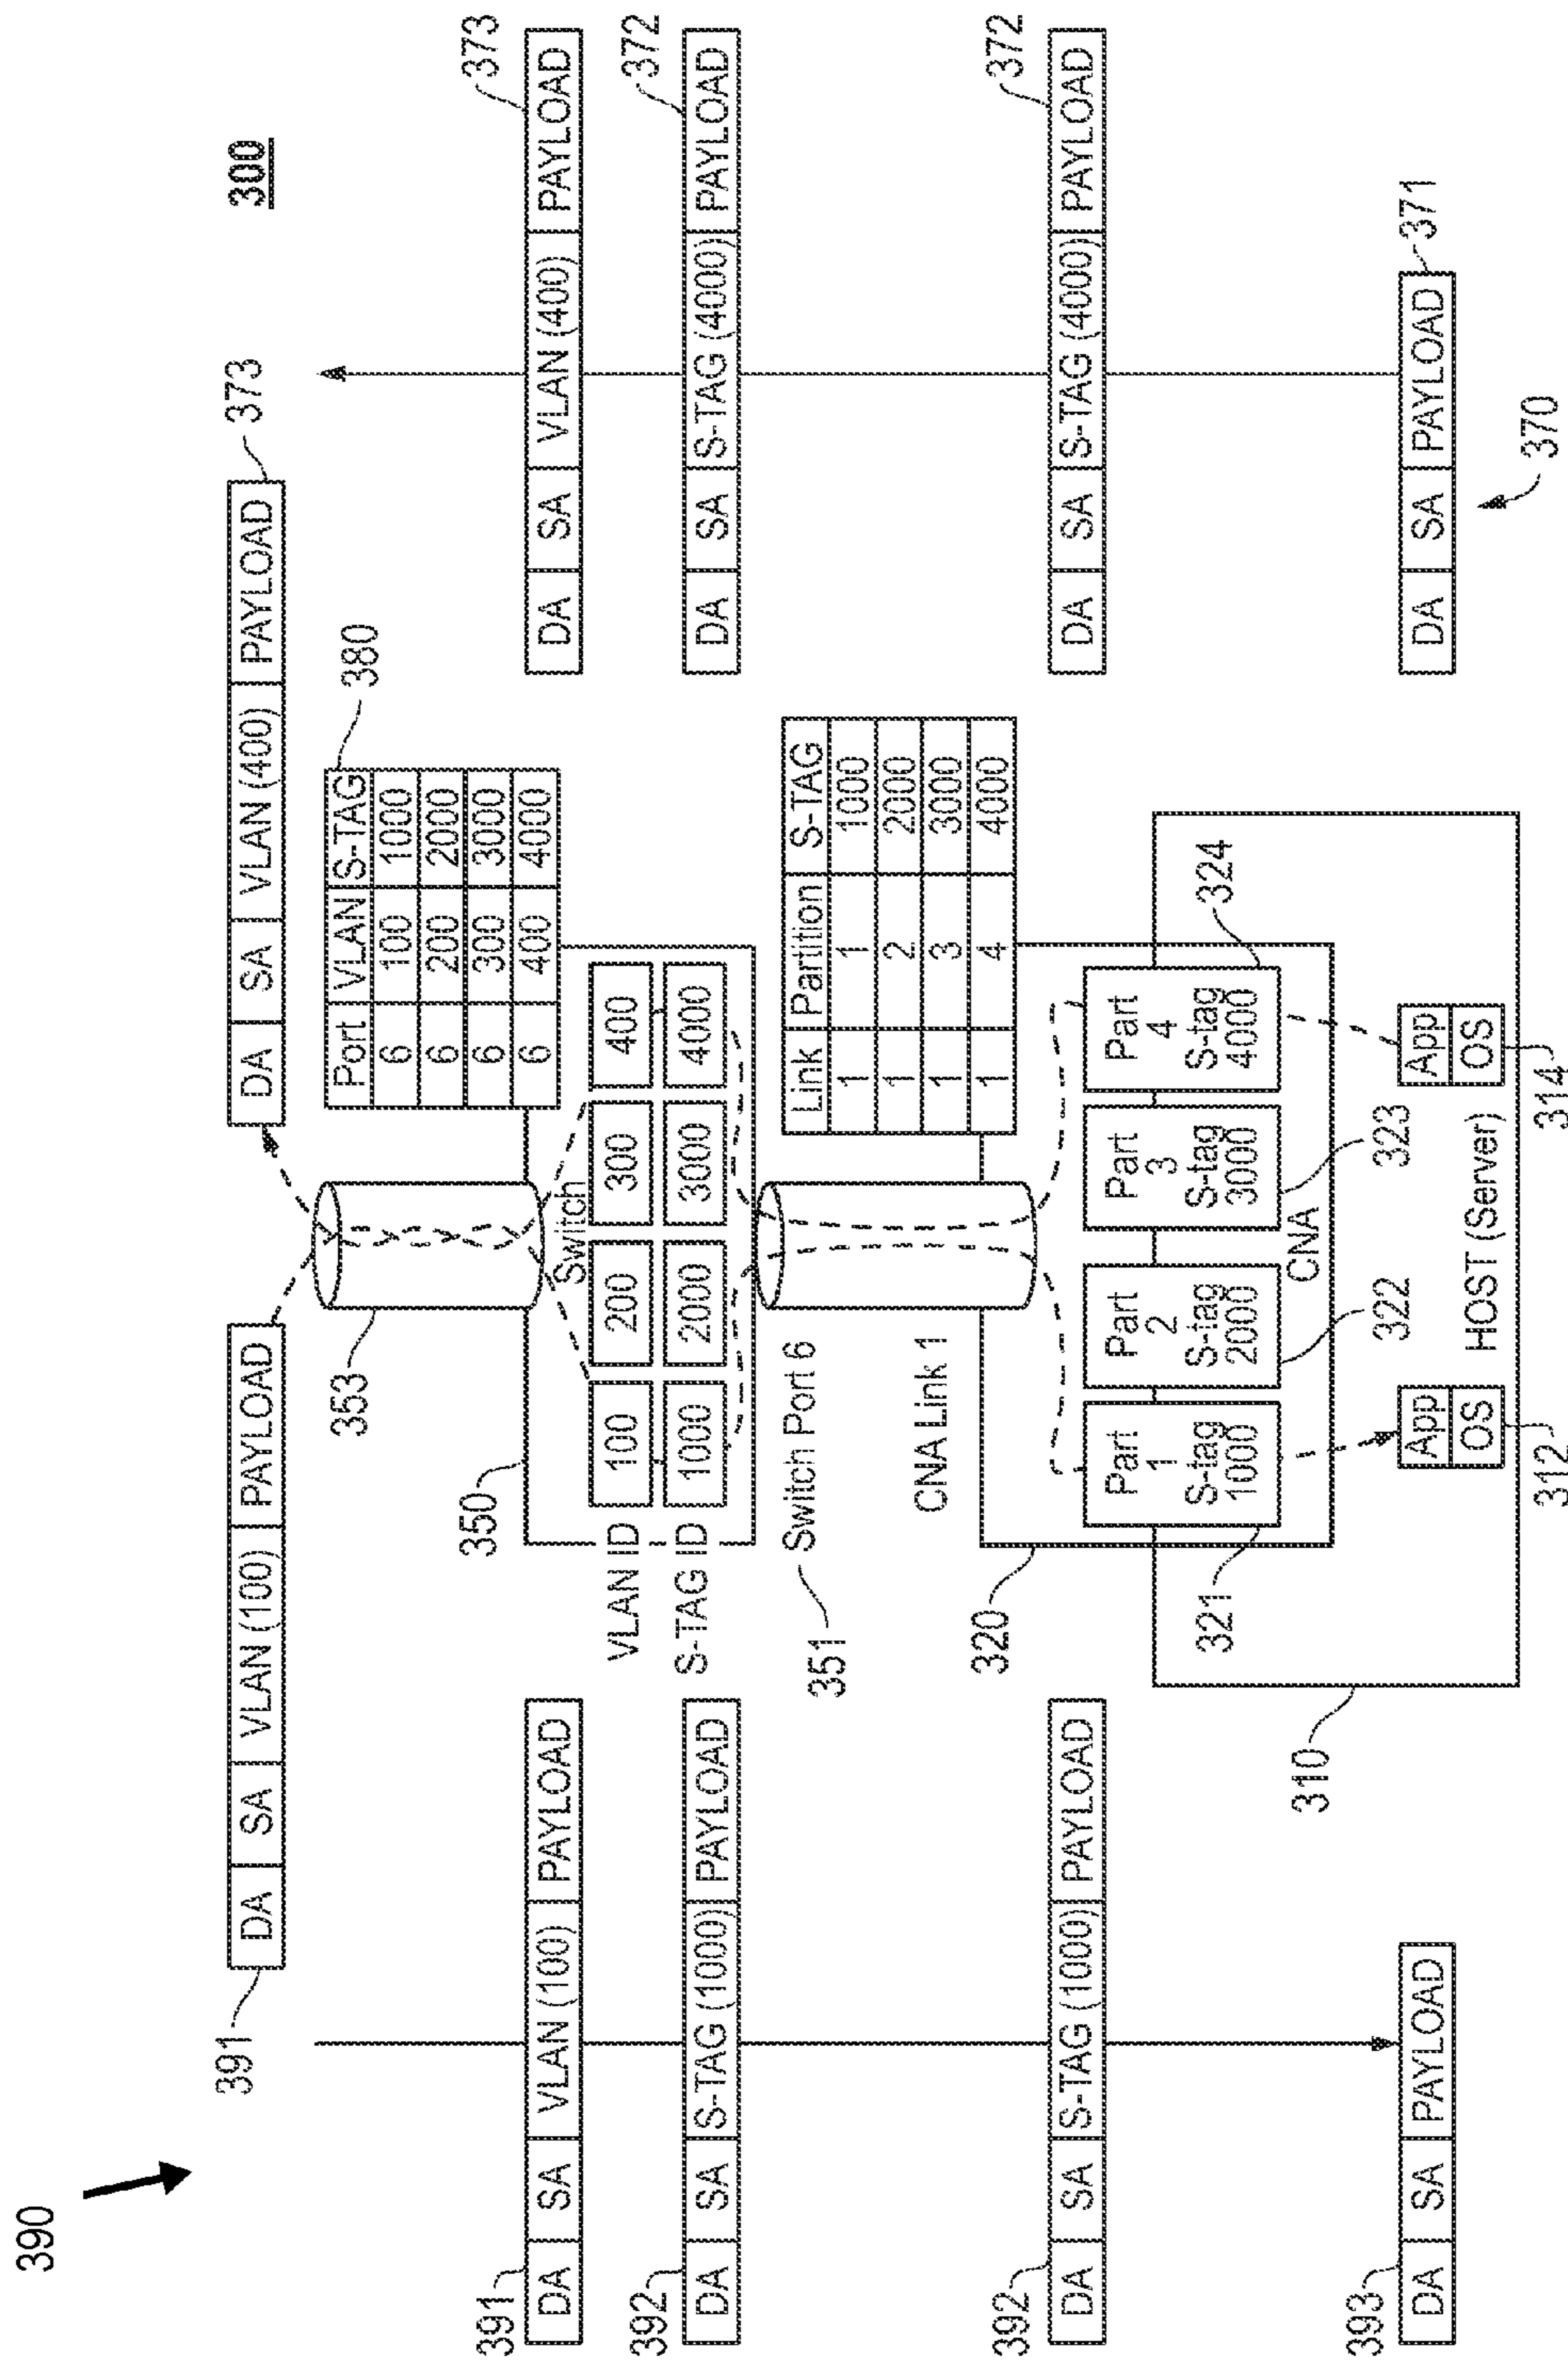 390
300
391
DA SA VLAN (100) PAYLOAD
DA SA VLAN (400) PAYLOAD
373
353
Port VLAN S-TAG
6 100 1000
6 200 2000
6 300 3000
6 400 4000
380
391
DA SA VLAN (100) PAYLOAD
392
DA SA S-TAG (1000) PAYLOAD
350
Switch
VLAN ID 100 200 300 400
S-TAG ID 1000 2000 3000 4000
DA SA VLAN (400) PAYLOAD
373
DA SA S-TAG (4000) PAYLOAD
372
351
Switch Port 6
CNA Link 1
Link Partition S-TAG
1 1 1000
1 2 2000
1 3 3000
1 4 4000
392
DA SA S-TAG (1000) PAYLOAD
320
Part
1
S-tag
1000
Part
2
S-tag
2000
Part
3
S-tag
3000
Part
4
S-tag
4000
321
322
323
324
CNA
DA SA S-TAG (4000) PAYLOAD
372
310
393
DA SA PAYLOAD
App
OS
312
HOST (Server)
App
OS
314
DA SA PAYLOAD
371
370